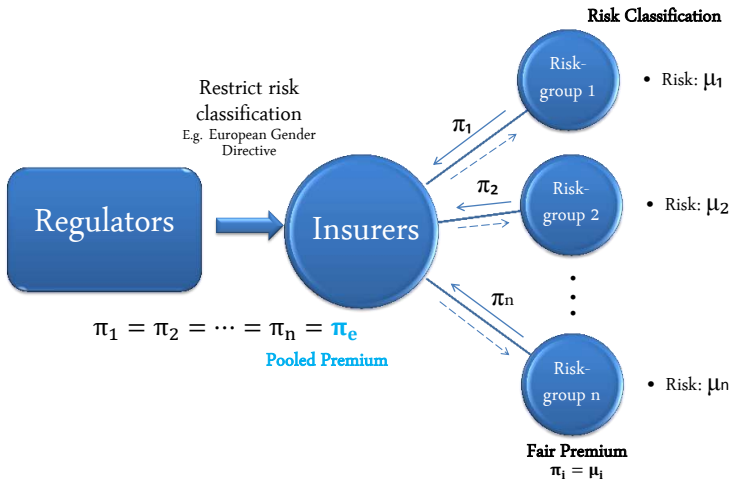 Risk Classification
Restrict risk
classification
E.g. European Gender
Directive
Regulators
Insurers
π₁
π₂
πn
Risk-
group 1
• Risk: μ₁
Risk-
group 2
• Risk: μ₂
Risk-
group n
• Risk: μn
π₁ = π₂ = ⋯ = πₙ = πₑ
Pooled Premium
Fair Premium
πᵢ = μᵢ